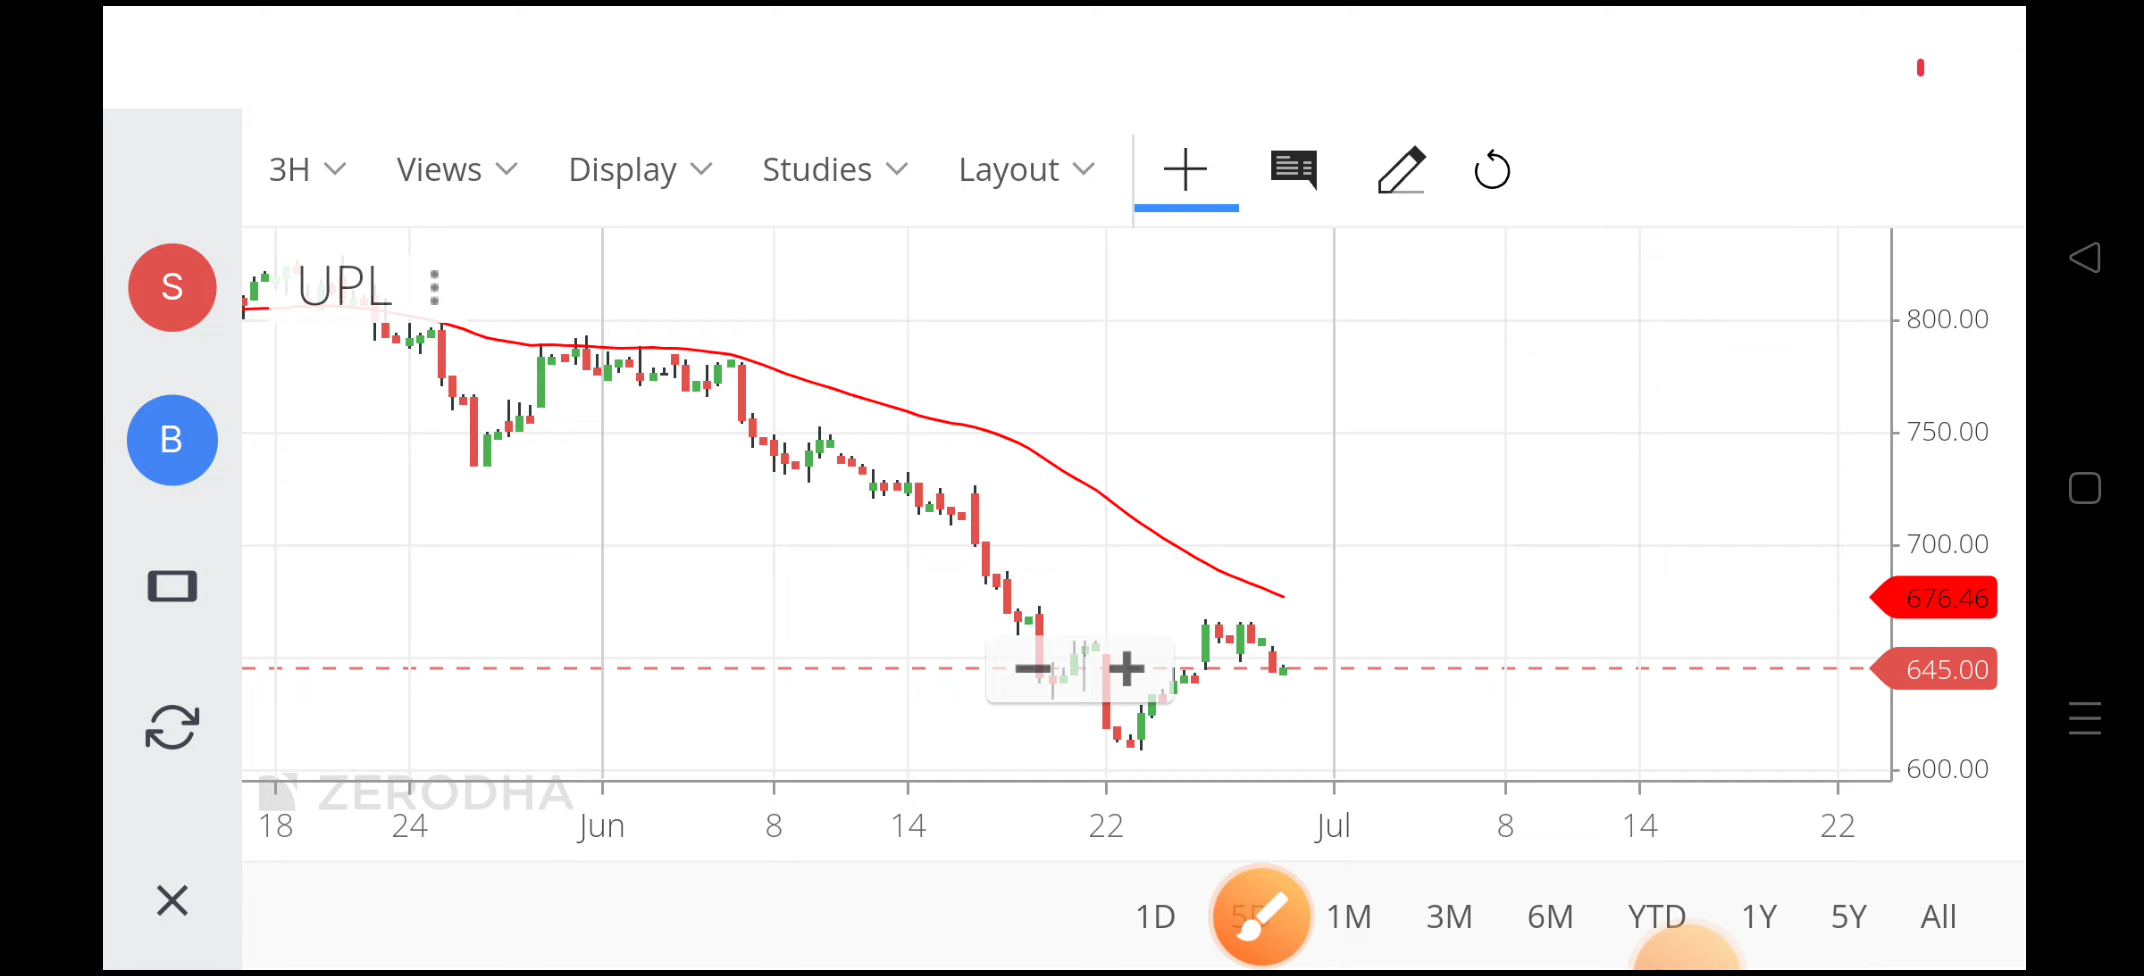 3H Views Display Studies Layout
S
UPL
B
800.00
750.00
700.00
676.46
645.00
600.00
ZERODHA
18 24 Jun 8 14 22 Jul 8 14 22
1D 1M 3M 6M YTD 1Y 5Y All